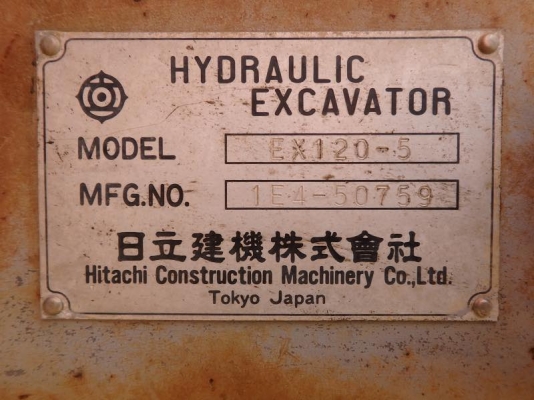 HYDRAULIC
EXCAVATOR
MODEL EX120-5
MFG.NO. 1E4-50759
日立建機株式會社
Hitachi Construction Machinery Co.,Ltd.
Tokyo Japan